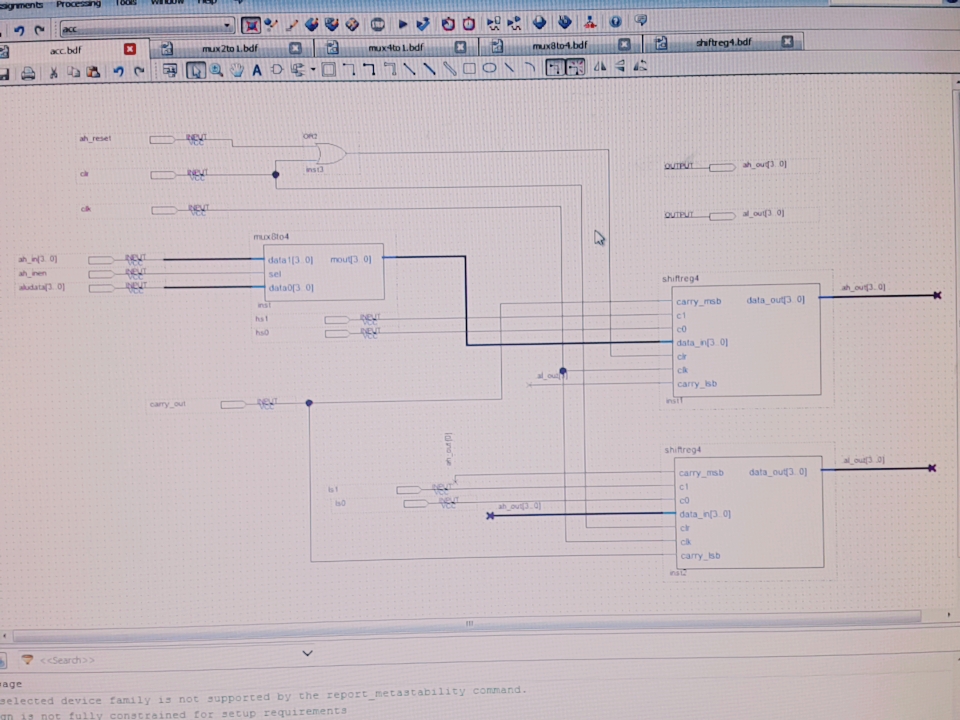 ssignments Processing Tools Window Help
acc
acc.bdf
mux2to1.bdf
mux4to1.bdf
mux8to4.bdf
shiftreg4.bdf
ah_reset
INPUT
VCC
OR2
inst3
clr
INPUT
VCC
clk
INPUT
VCC
OUTPUT
ah_out[3..0]
OUTPUT
al_out[3..0]
mux8to4
ah_in[3..0]
INPUT
VCC
data1[3..0]
mout[3..0]
ah_inen
INPUT
VCC
sel
aludata[3..0]
INPUT
VCC
data0[3..0]
inst
hs1
INPUT
VCC
hs0
INPUT
VCC
shiftreg4
carry_msb
data_out[3..0]
ah_out[3..0]
c1
c0
data_in[3..0]
clr
clk
carry_lsb
inst1
carry_out
INPUT
VCC
shiftreg4
carry_msb
data_out[3..0]
al_out[3..0]
ls1
INPUT
VCC
c1
ls0
INPUT
VCC
c0
ah_out[3..0]
data_in[3..0]
clr
clk
carry_lsb
inst2
<<Search>>
sage
selected device family is not supported by the report_metastability command.
gn is not fully constrained for setup requirements